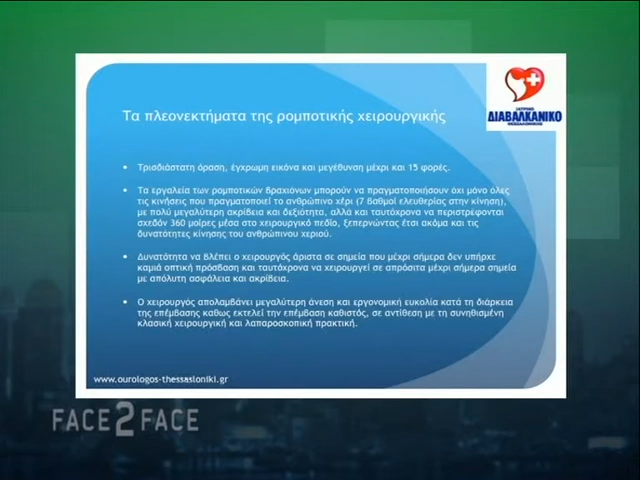 Τα πλεονεκτήματα της ρομποτικής χειρουργικής
ΙΑΤΡΙΚΟ
ΔΙΑΒΑΛΚΑΝΙΚΟ
ΘΕΣΣΑΛΟΝΙΚΗΣ
• Τρισδιάστατη όραση, έγχρωμη εικόνα και μεγέθυνση μέχρι και 15 φορές.
• Τα εργαλεία των ρομποτικών βραχιόνων μπορούν να πραγματοποιήσουν όχι μόνο όλες
τις κινήσεις που πραγματοποιεί το ανθρώπινο χέρι (7 βαθμοί ελευθερίας στην κίνηση),
με πολύ μεγαλύτερη ακρίβεια και δεξιότητα, αλλά και ταυτόχρονα να περιστρέφονται
σχεδόν 360 μοίρες μέσα στο χειρουργικό πεδίο, ξεπερνώντας έτσι ακόμα και τις
δυνατότητες κίνησης του ανθρώπινου χεριού.
• Δυνατότητα να βλέπει ο χειρουργός άριστα σε σημεία που μέχρι σήμερα δεν υπήρχε
καμιά οπτική πρόσβαση και ταυτόχρονα να χειρουργεί σε απρόσιτα μέχρι σήμερα σημεία
με απόλυτη ασφάλεια και ακρίβεια.
• Ο χειρουργός απολαμβάνει μεγαλύτερη άνεση και εργονομική ευκολία κατά τη διάρκεια
της επέμβασης καθως εκτελεί την επέμβαση καθιστός, σε αντίθεση με τη συνηθισμένη
κλασική χειρουργική και λαπαροσκοπική πρακτική.
www.ourologos-thessaloniki.gr
FACE2FACE